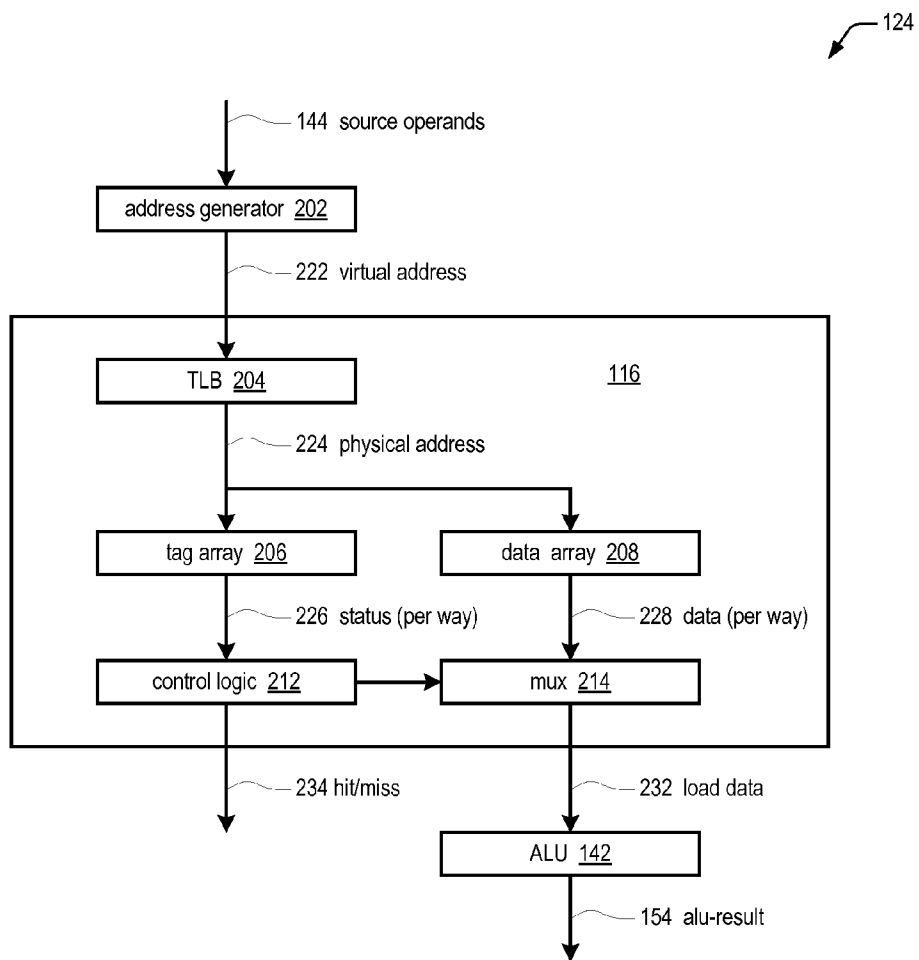 124
144 source operands
address generator 202
222 virtual address
TLB 204
116
224 physical address
tag array 206
data array 208
226 status (per way)
228 data (per way)
control logic 212
mux 214
234 hit/miss
232 load data
ALU 142
154 alu-result